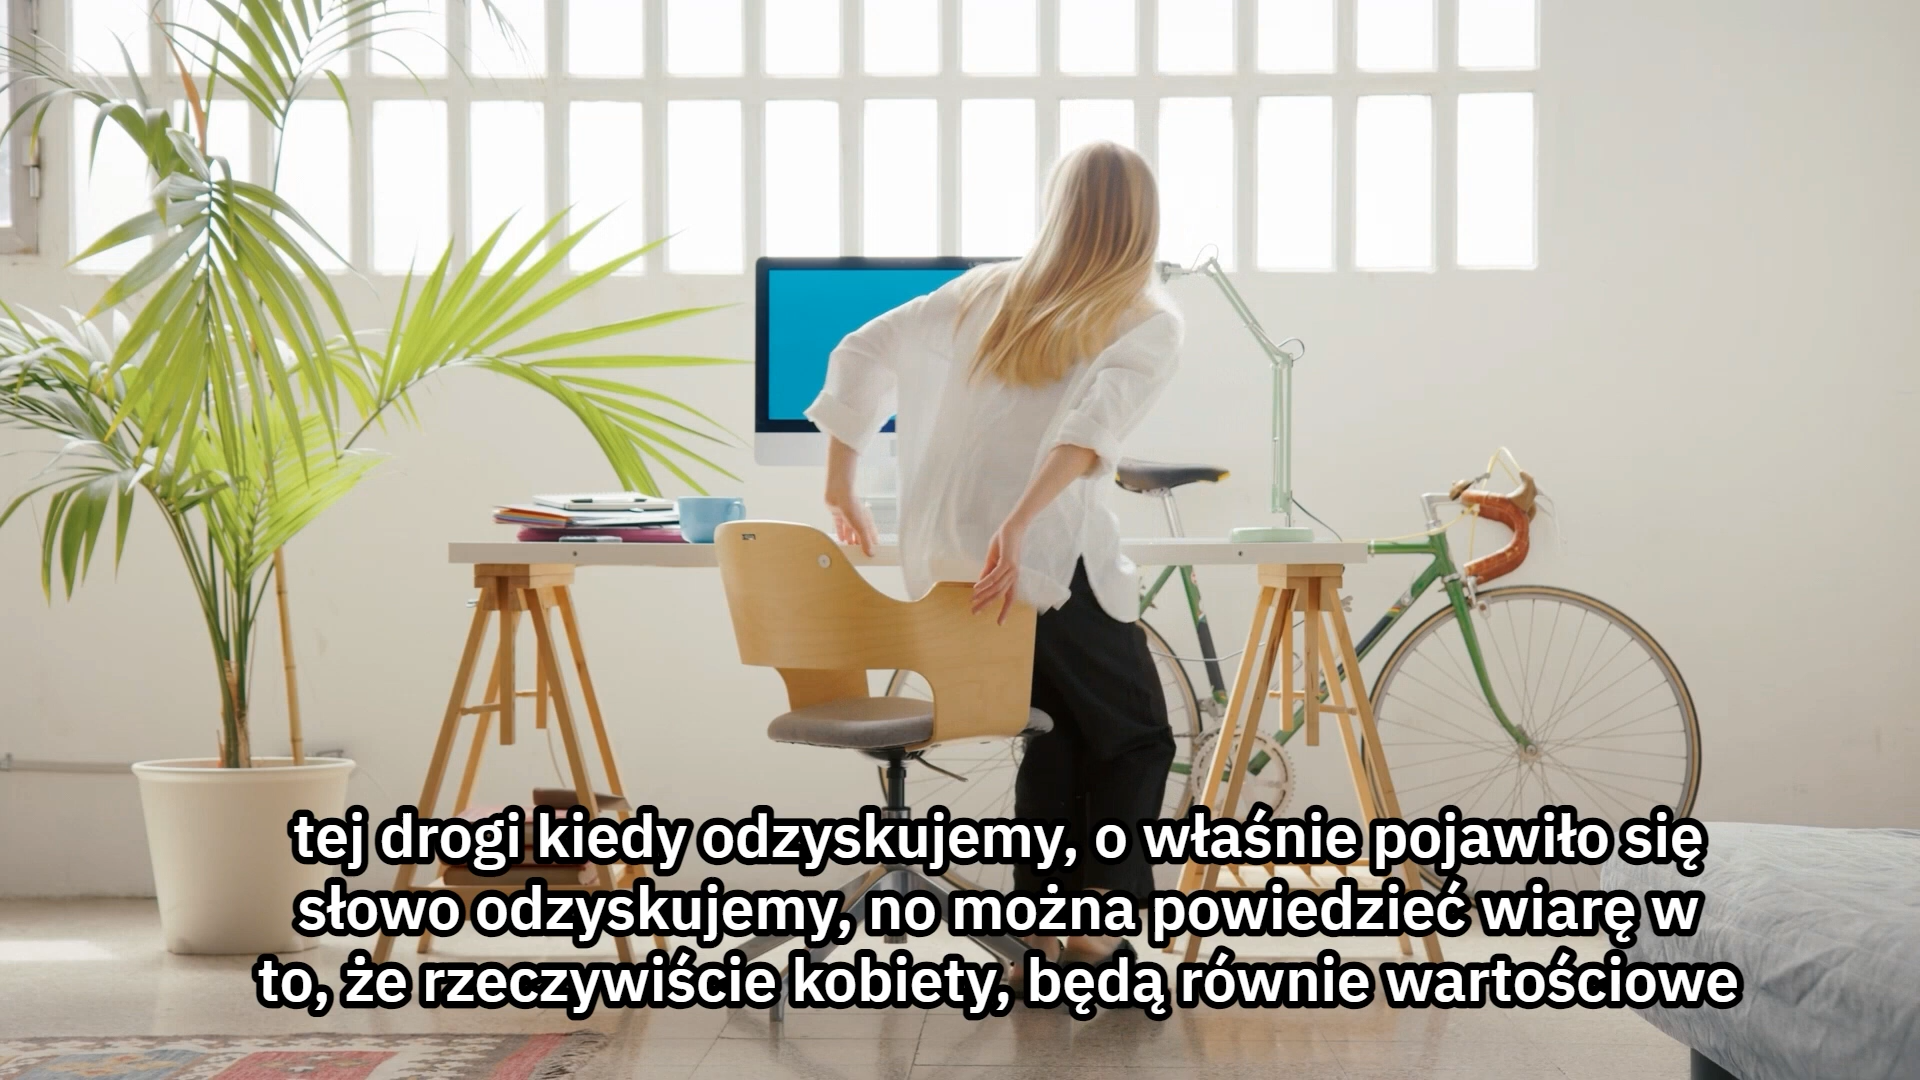 tej drogi kiedy odzyskujemy, o właśnie pojawiło się
słowo odzyskujemy, no można powiedzieć wiarę w
to, że rzeczywiście kobiety, będą równie wartościowe